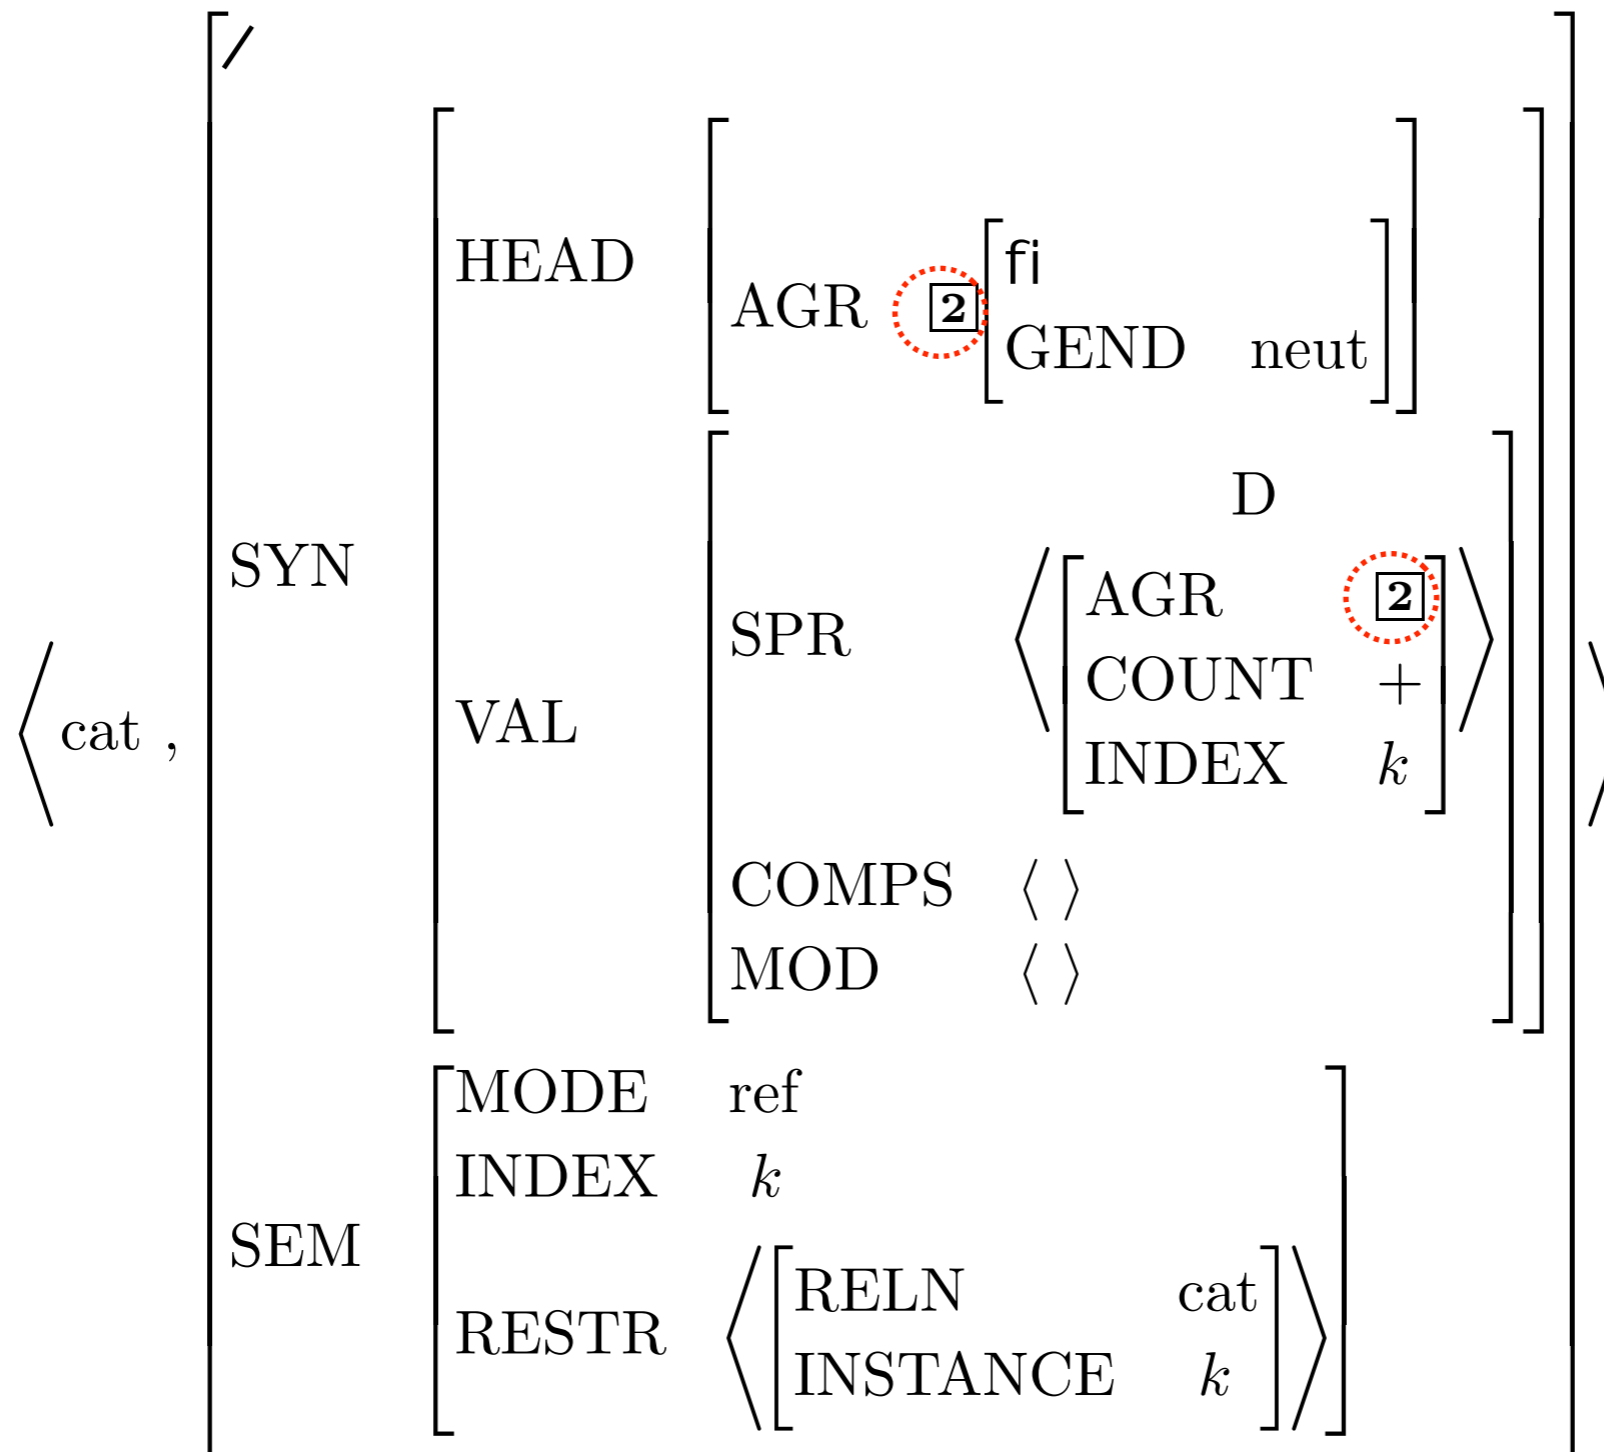 /
HEAD
fi
AGR 2
GEND neut
D
SYN
AGR 2
SPR
COUNT +
VAL
⟨ cat ,
INDEX k
⟩
COMPS ⟨ ⟩
MOD ⟨ ⟩
MODE ref
INDEX k
SEM
RELN cat
RESTR
INSTANCE k